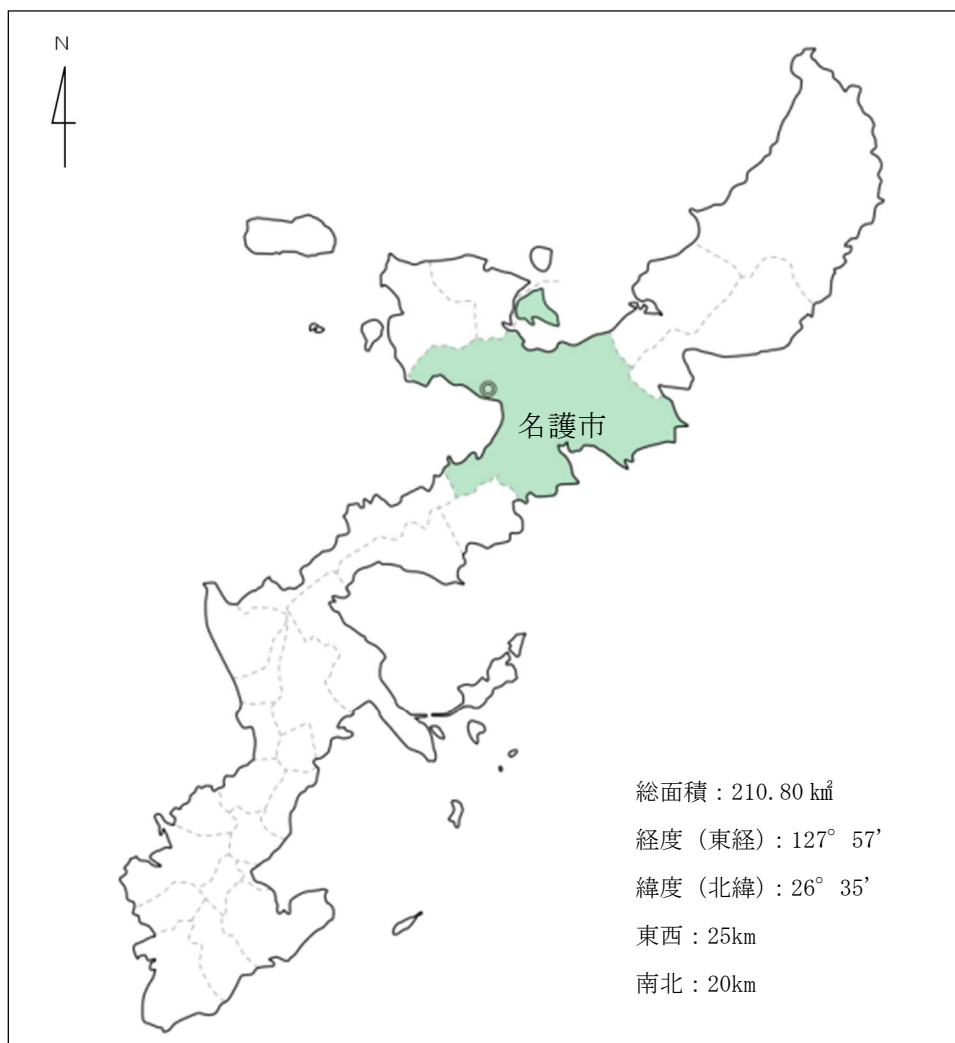 N
名護市
総面積：210.80 ㎢
経度（東経）：127° 57’
緯度（北緯）：26° 35’
東西：25km
南北：20km